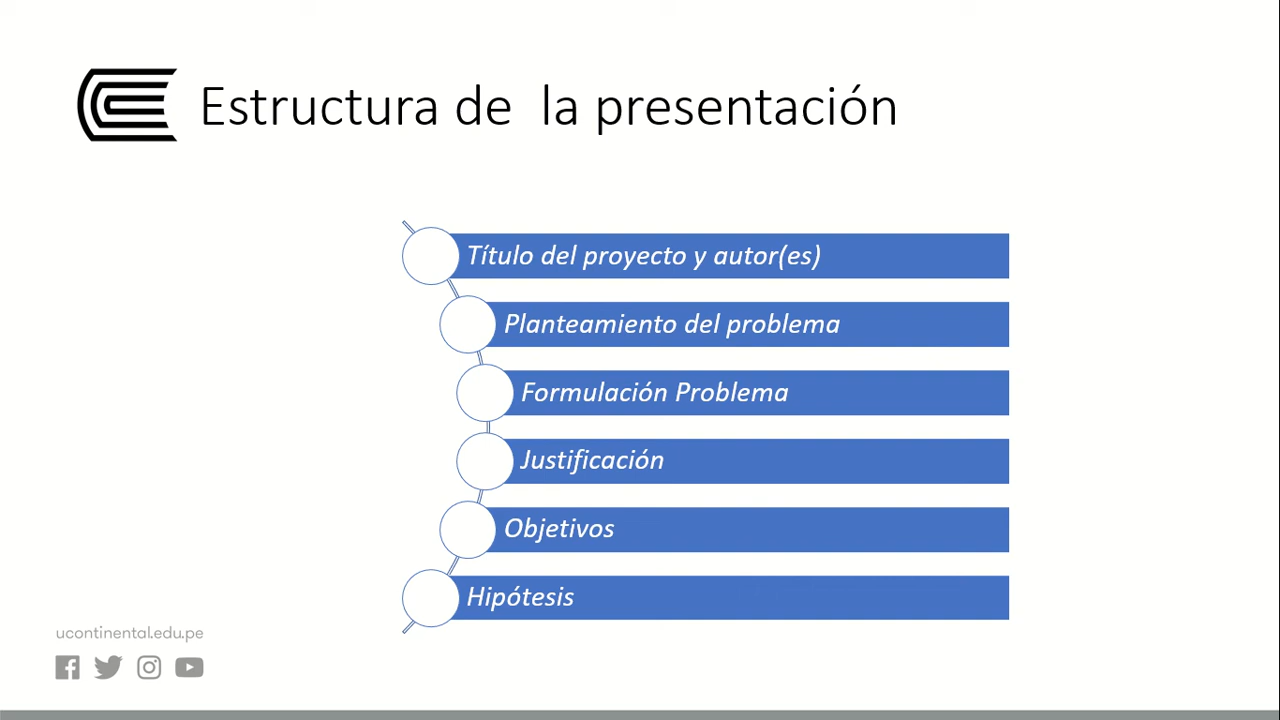 Estructura de  la presentación
Título del proyecto y autor(es)
Planteamiento del problema
Formulación Problema
Justificación
Objetivos
Hipótesis
ucontinental.edu.pe